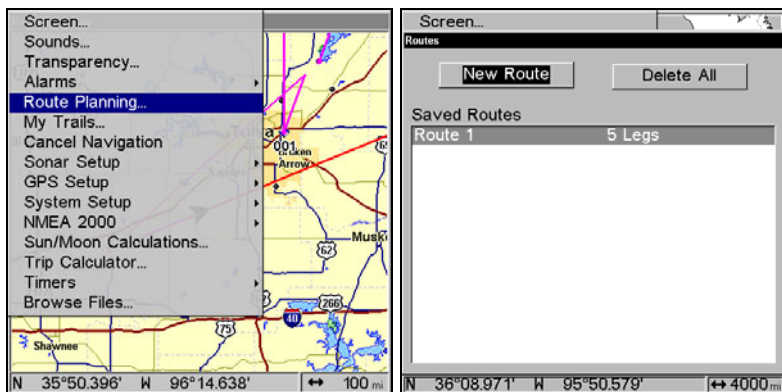 Screen...
Sounds...
Transparency...
Alarms
Route Planning...
My Trails...
Cancel Navigation
Sonar Setup
GPS Setup
System Setup
NMEA 2000
Sun/Moon Calculations...
Trip Calculator...
Timers
Browse Files...
001
Broken
Arrow
Musk
62
266
40
75
Shawnee
N 35°50.396' W 96°14.638' ↔ 100 mi
Screen...
Routes
New Route
Delete All
Saved Routes
Route 1 5 Legs
N 36°08.971' W 95°50.579' ↔ 4000 mi